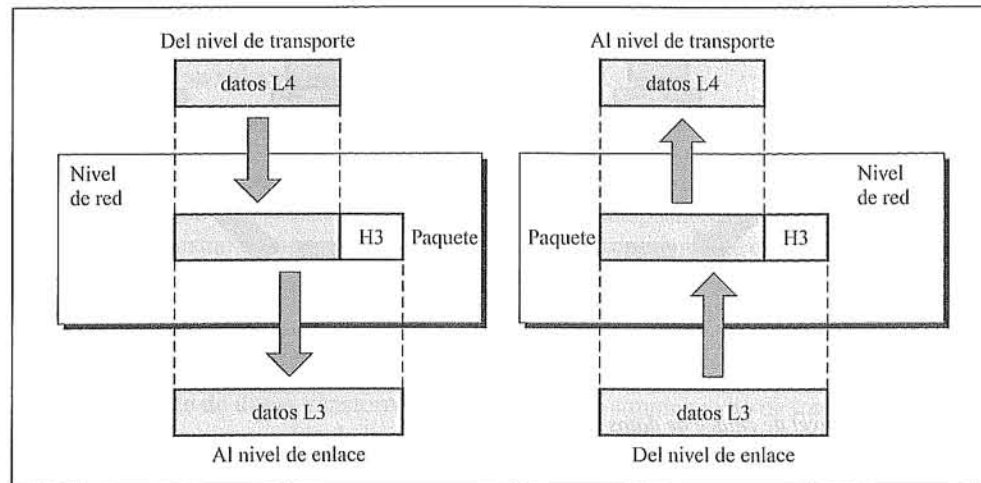 Del nivel de transporte
datos L4
Nivel
de red
H3
Paquete
datos L3
Al nivel de enlace
Al nivel de transporte
datos L4
Nivel
de red
Paquete
H3
datos L3
Del nivel de enlace